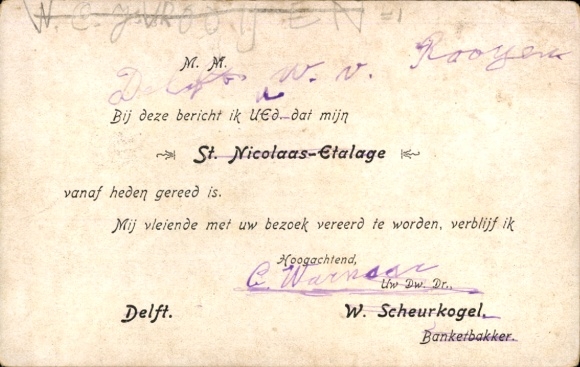 W. C. J. V. ROOIJEN
M. M.
Delft W. v. Rooyen
Bij deze bericht ik UEd. dat mijn
St. Nicolaas-Etalage
vanaf heden gereed is.
Mij vleiende met uw bezoek vereerd te worden, verblijf ik
Hoogachtend,
C. Warnaar
Uw Dw. Dr.,
Delft. W. Scheurkogel,
Banketbakker.